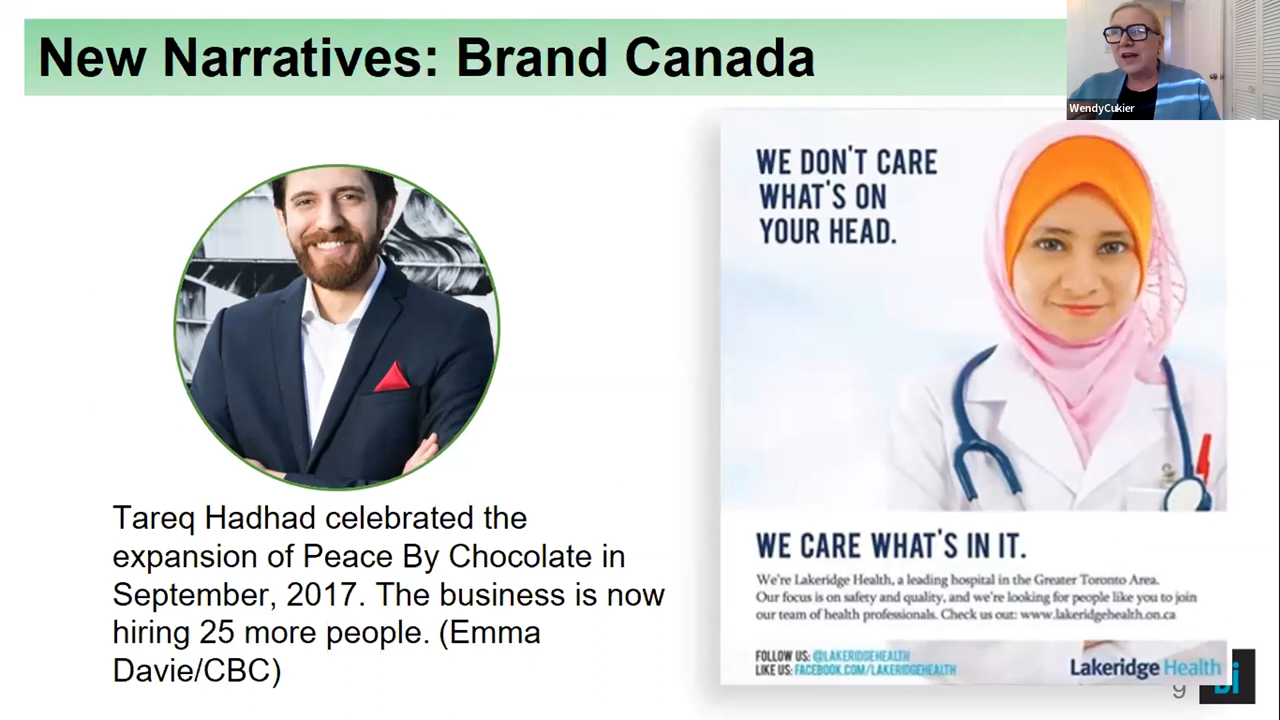 New Narratives: Brand Canada
WendyCukier
WE DON'T CARE
WHAT'S ON
YOUR HEAD.
Tareq Hadhad celebrated the
expansion of Peace By Chocolate in
September, 2017. The business is now
hiring 25 more people. (Emma
Davie/CBC)
WE CARE WHAT'S IN IT.
We're Lakeridge Health, a leading hospital in the Greater Toronto Area.
Our focus is on safety and quality, and we're looking for people like you to join
our team of health professionals. Check us out: www.lakeridgehealth.on.ca
FOLLOW US: @LAKERIDGEHEALTH
LIKE US: FACEBOOK.COM/LAKERIDGEHEALTH
Lakeridge Health
9
Di